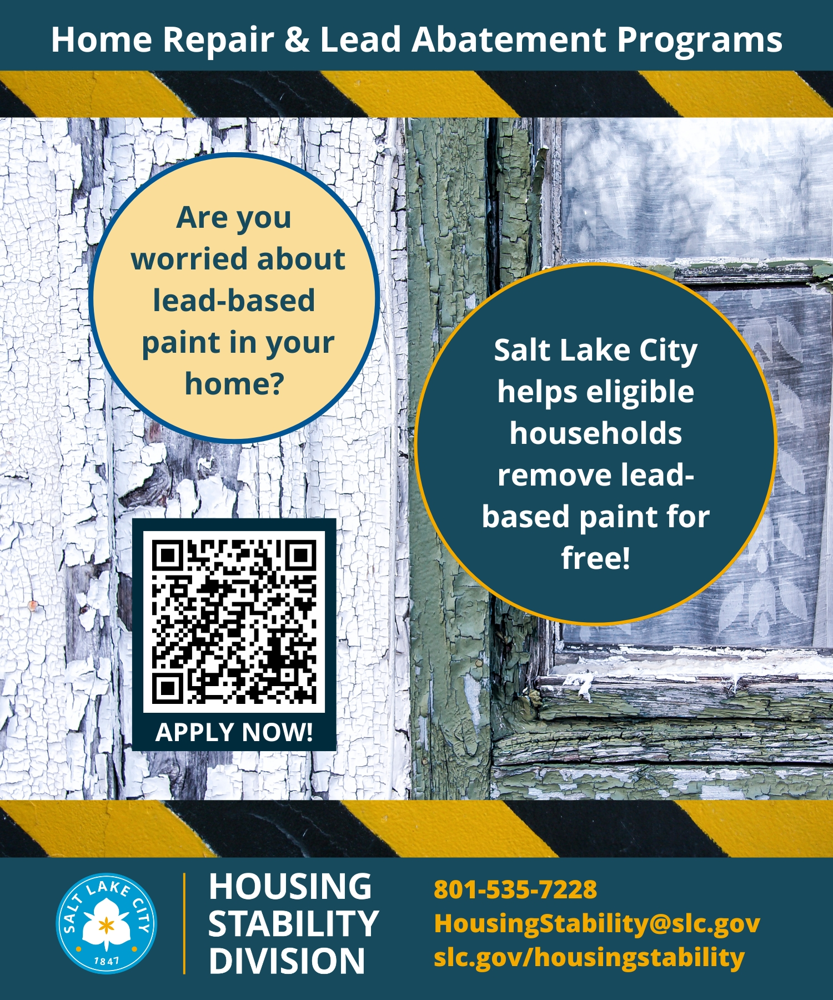 Home Repair & Lead Abatement Programs
Are you
worried about
lead-based
paint in your
home?
Salt Lake City
helps eligible
households
remove lead-
based paint for
free!
APPLY NOW!
SALT LAKE CITY
1847
HOUSING
STABILITY
DIVISION
801-535-7228
HousingStability@slc.gov
slc.gov/housingstability